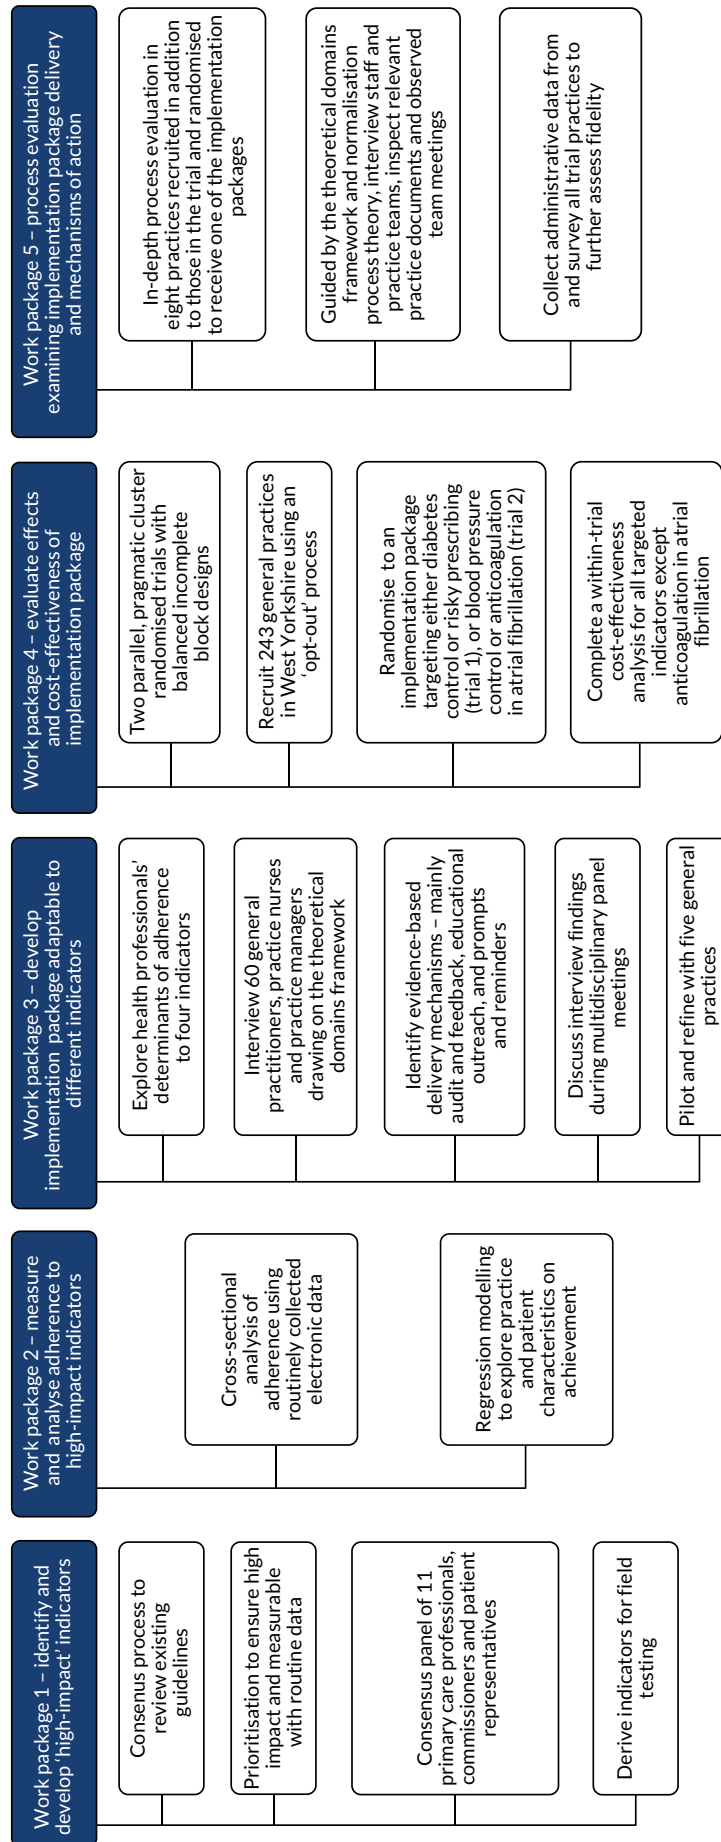 Work package 1 – identify and
develop ‘high-impact’ indicators
Consensus process to
review existing
guidelines
Prioritisation to ensure high
impact and measurable
with routine data
Consensus panel of 11
primary care professionals,
commissioners and patient
representatives
Derive indicators for field
testing
Work package 2 – measure
and analyse adherence to
high-impact indicators
Cross-sectional
analysis of
adherence using
routinely collected
electronic data
Regression modelling
to explore practice
and patient
characteristics on
achievement
Work package 3 – develop
implementation package adaptable to
different indicators
Explore health professionals’
determinants of adherence
to four indicators
Interview 60 general
practitioners, practice nurses
and practice managers
drawing on the theoretical
domains framework
Identify evidence-based
delivery mechanisms – mainly
audit and feedback, educational
outreach, and prompts
and reminders
Discuss interview findings
during multidisciplinary panel
meetings
Pilot and refine with five general
practices
Work package 4 – evaluate effects
and cost-effectiveness of
implementation package
Two parallel, pragmatic cluster
randomised trials with
balanced incomplete
block designs
Recruit 243 general practices
in West Yorkshire using an
‘opt-out’ process
Randomise to an
implementation package
targeting either diabetes
control or risky prescribing
(trial 1), or blood pressure
control or anticoagulation
in atrial fibrillation (trial 2)
Complete a within-trial
cost-effectiveness
analysis for all targeted
indicators except
anticoagulation in atrial
fibrillation
Work package 5 – process evaluation
examining implementation package delivery
and mechanisms of action
In-depth process evaluation in
eight practices recruited in addition
to those in the trial and randomised
to receive one of the implementation
packages
Guided by the theoretical domains
framework and normalisation
process theory, interview staff and
practice teams, inspect relevant
practice documents and observed
team meetings
Collect administrative data from
and survey all trial practices to
further assess fidelity